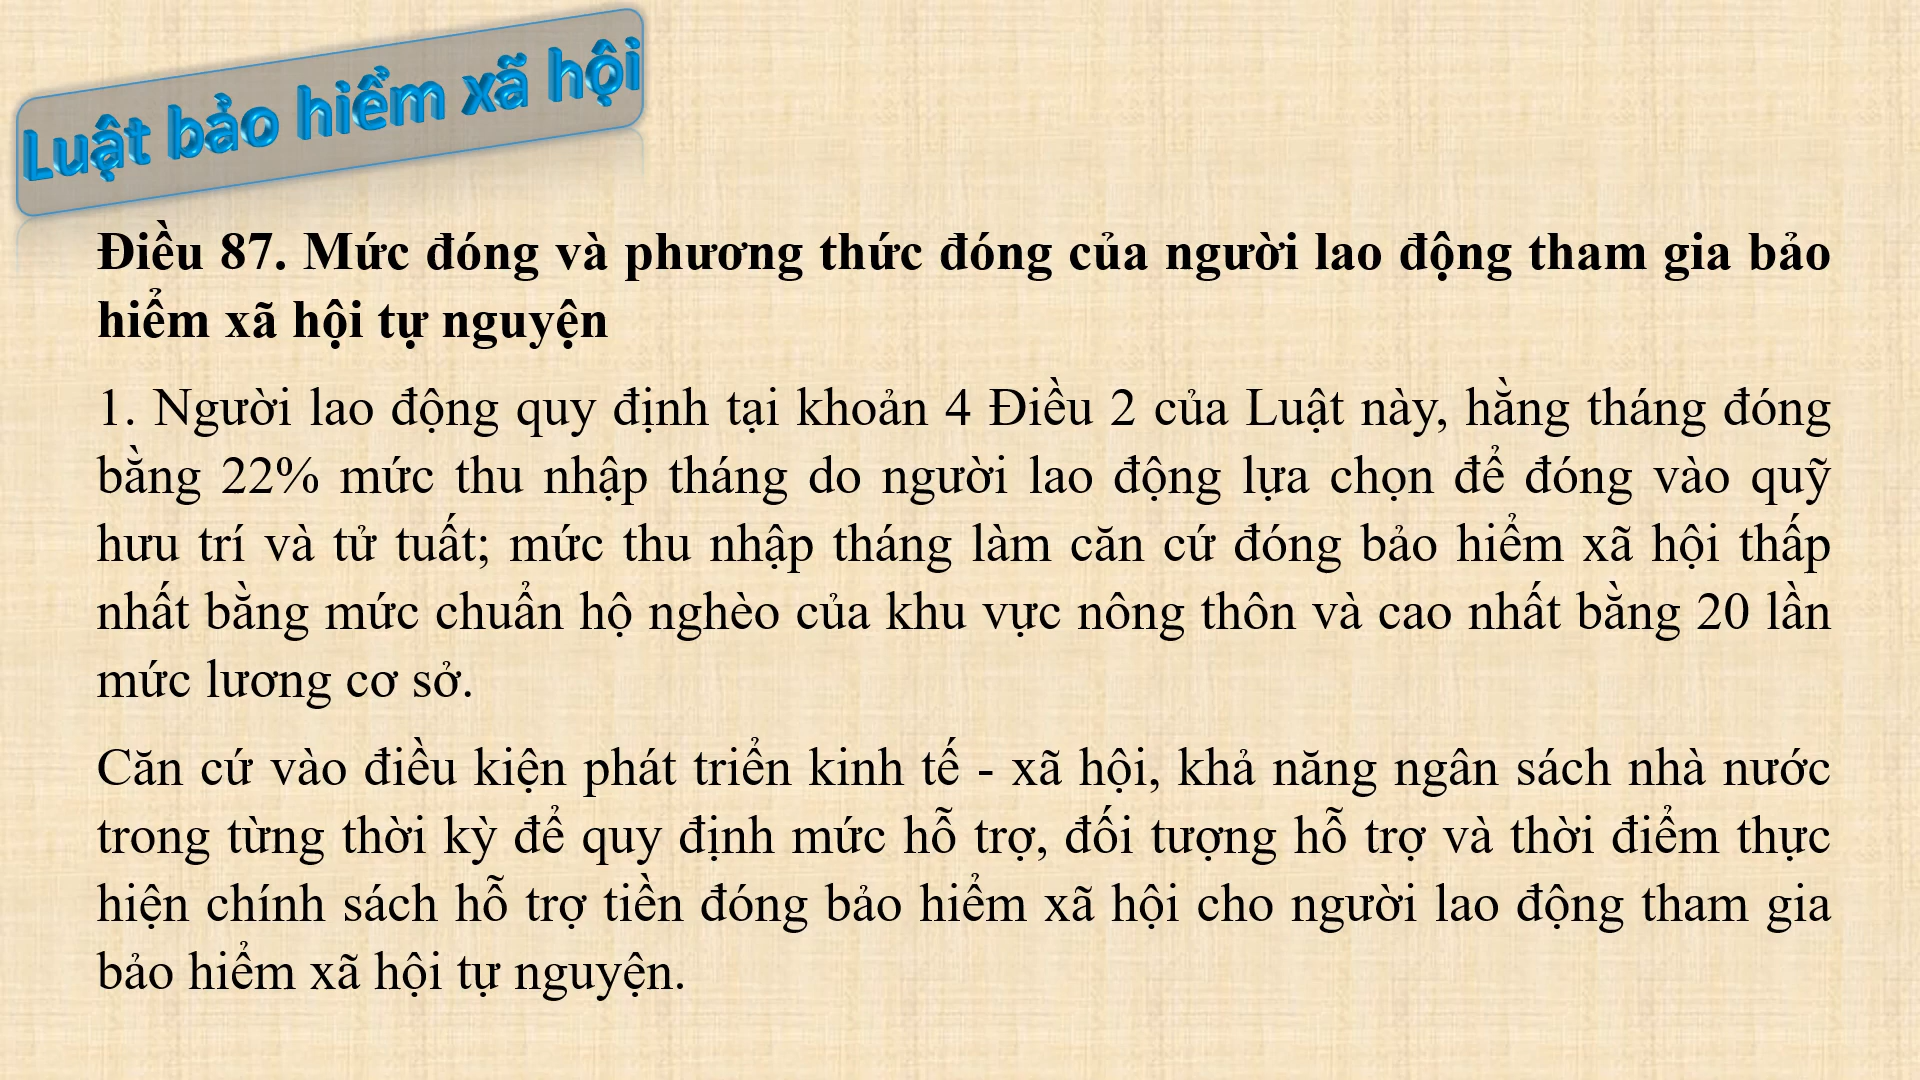 Luật bảo hiểm xã hội
Điều 87. Mức đóng và phương thức đóng của người lao động tham gia bảo
hiểm xã hội tự nguyện
1. Người lao động quy định tại khoản 4 Điều 2 của Luật này, hằng tháng đóng
bằng 22% mức thu nhập tháng do người lao động lựa chọn để đóng vào quỹ
hưu trí và tử tuất; mức thu nhập tháng làm căn cứ đóng bảo hiểm xã hội thấp
nhất bằng mức chuẩn hộ nghèo của khu vực nông thôn và cao nhất bằng 20 lần
mức lương cơ sở.
Căn cứ vào điều kiện phát triển kinh tế - xã hội, khả năng ngân sách nhà nước
trong từng thời kỳ để quy định mức hỗ trợ, đối tượng hỗ trợ và thời điểm thực
hiện chính sách hỗ trợ tiền đóng bảo hiểm xã hội cho người lao động tham gia
bảo hiểm xã hội tự nguyện.